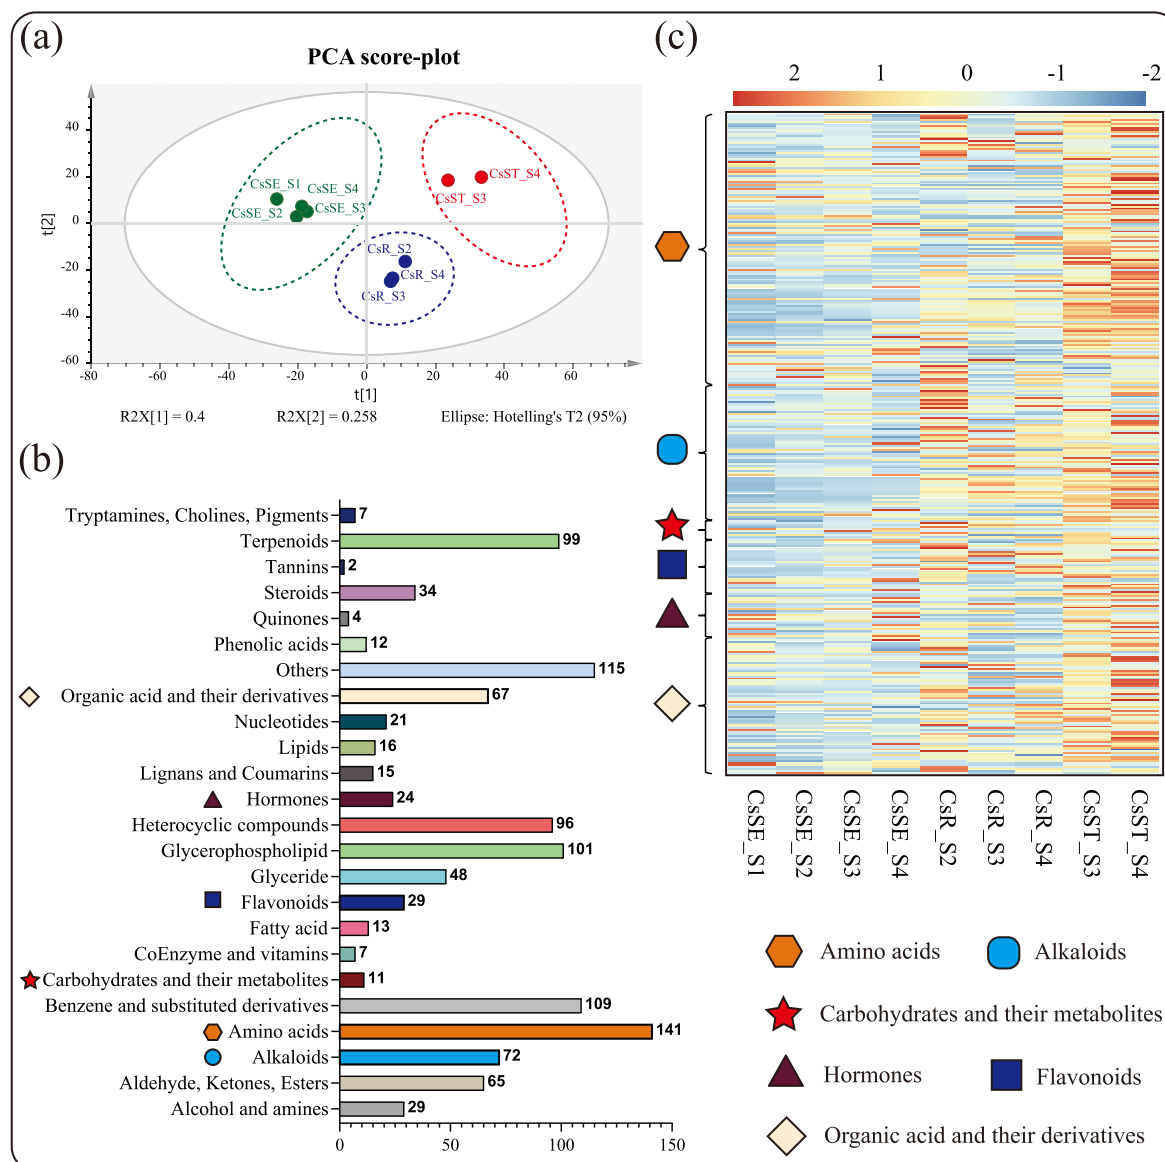 (a)
PCA score-plot
t[2]
40
20
0
-20
-40
-60
-80
-60
-40
-20
0
20
40
60
t[1]
CsSE_S1
CsSE_S4
CsSE_S2
CsSE_S3
CsST_S4
CsST_S3
CsR_S2
CsR_S4
CsR_S3
R2X[1] = 0.4
R2X[2] = 0.258
Ellipse: Hotelling's T2 (95%)
(b)
Tryptamines, Cholines, Pigments 7
Terpenoids 99
Tannins 2
Steroids 34
Quinones 4
Phenolic acids 12
Others 115
Organic acid and their derivatives 67
Nucleotides 21
Lipids 16
Lignans and Coumarins 15
Hormones 24
Heterocyclic compounds 96
Glycerophospholipid 101
Glyceride 48
Flavonoids 29
Fatty acid 13
CoEnzyme and vitamins 7
Carbohydrates and their metabolites 11
Benzene and substituted derivatives 109
Amino acids 141
Alkaloids 72
Aldehyde, Ketones, Esters 65
Alcohol and amines 29
0 50 100 150
(c)
2 1 0 -1 -2
CsSE_S1
CsSE_S2
CsSE_S3
CsSE_S4
CsR_S2
CsR_S3
CsR_S4
CsST_S3
CsST_S4
Amino acids
Alkaloids
Carbohydrates and their metabolites
Hormones
Flavonoids
Organic acid and their derivatives